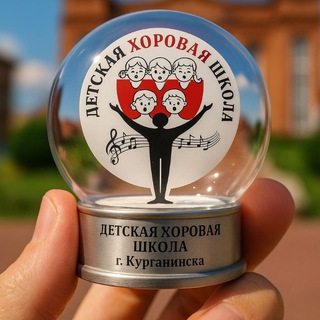 ДЕТСКАЯ ХОРОВАЯ ШКОЛА
ДЕТСКАЯ ХОРОВАЯ
ШКОЛА
г. Курганинска